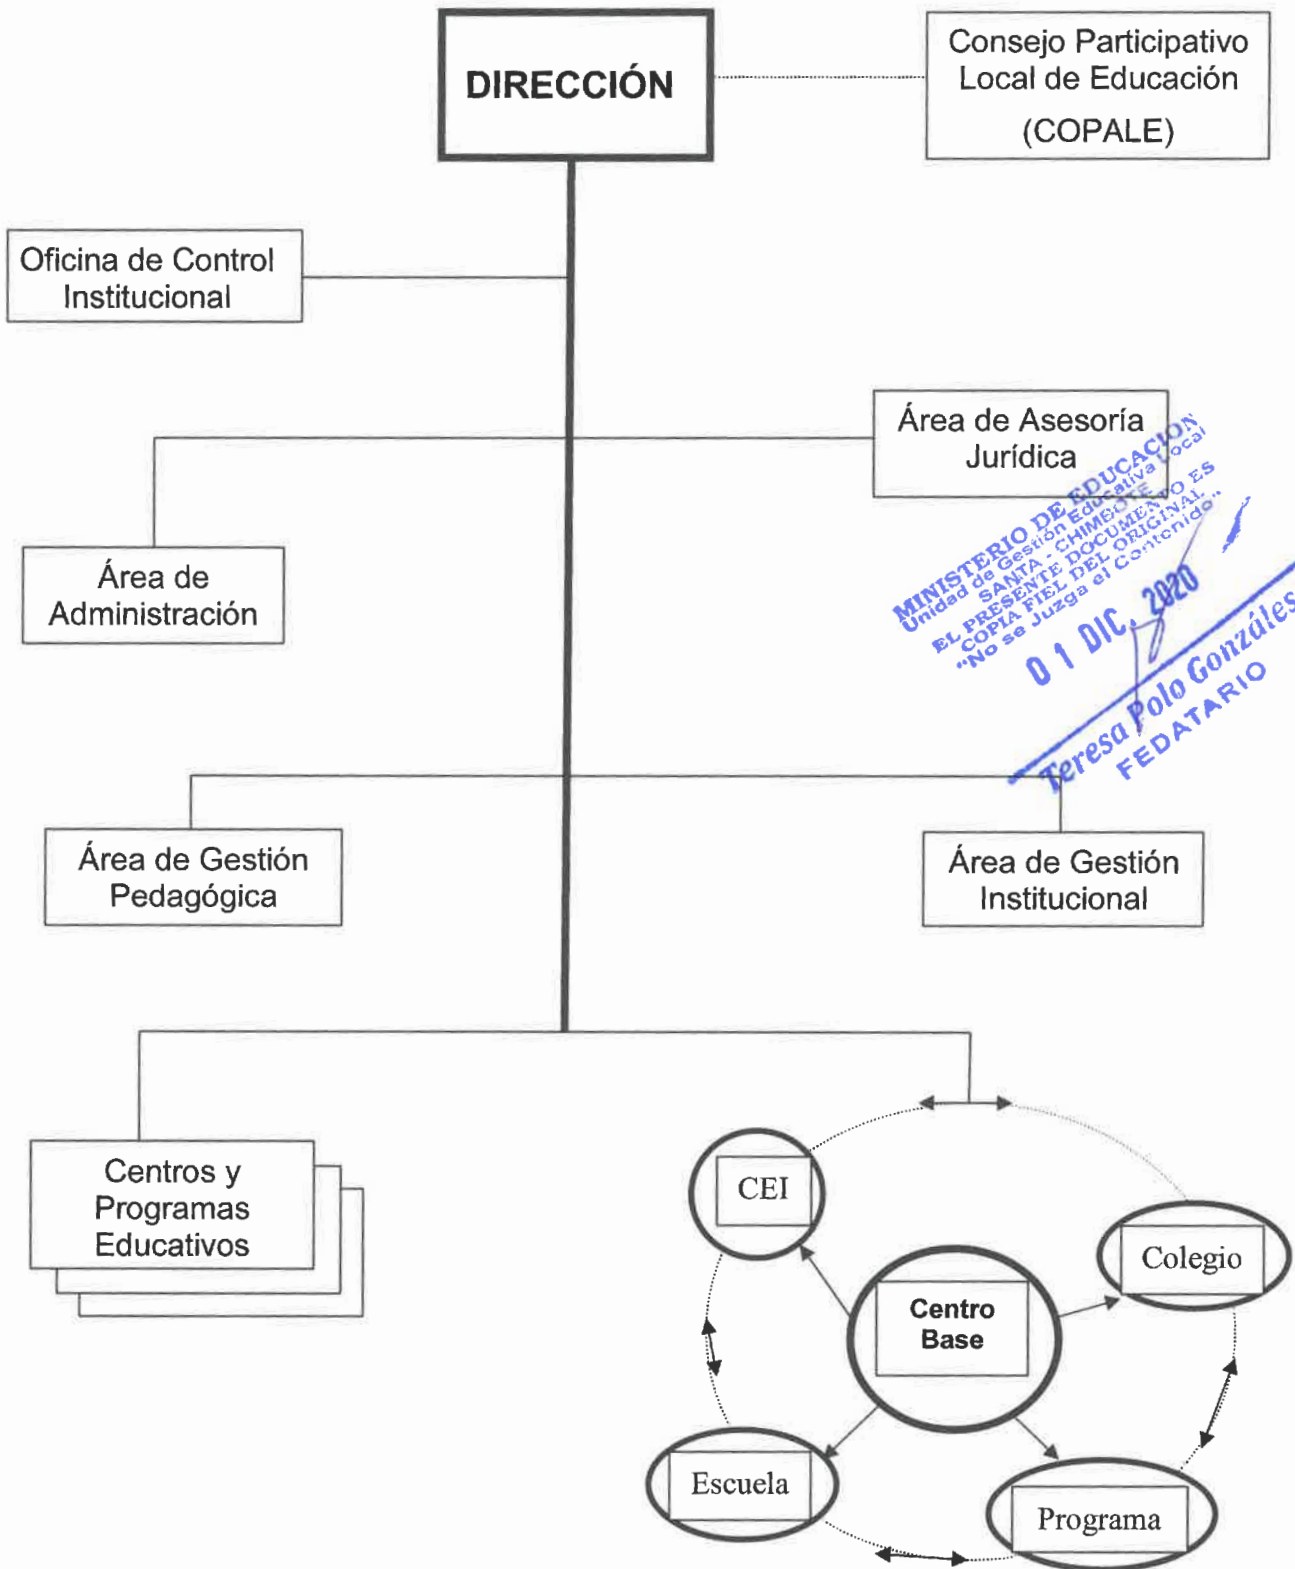 DIRECCIÓN
Consejo Participativo
Local de Educación
(COPALE)
Oficina de Control
Institucional
Área de Asesoría
Jurídica
Área de
Administración
MINISTERIO DE EDUCACION
Unidad de Gestión Educativa Local
SANTA - CHIMBOTE
EL PRESENTE DOCUMENTO ES
COPIA FIEL DEL ORIGINAL
"No se Juzga el Contenido"
01 DIC. 2020
Teresa Polo Gonzáles
FEDATARIO
Área de Gestión
Pedagógica
Área de Gestión
Institucional
Centros y
Programas
Educativos
CEI
Colegio
Centro
Base
Escuela
Programa